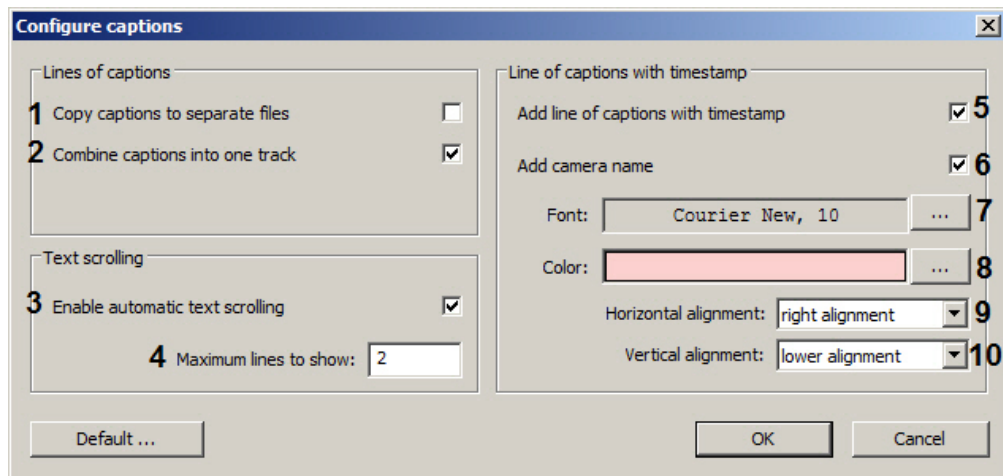 Configure captions
Lines of captions
1 Copy captions to separate files
2 Combine captions into one track
Text scrolling
3 Enable automatic text scrolling
4 Maximum lines to show: 2
Line of captions with timestamp
Add line of captions with timestamp 5
Add camera name 6
Font: Courier New, 10 ... 7
Color: ... 8
Horizontal alignment: right alignment 9
Vertical alignment: lower alignment 10
Default ...
OK
Cancel